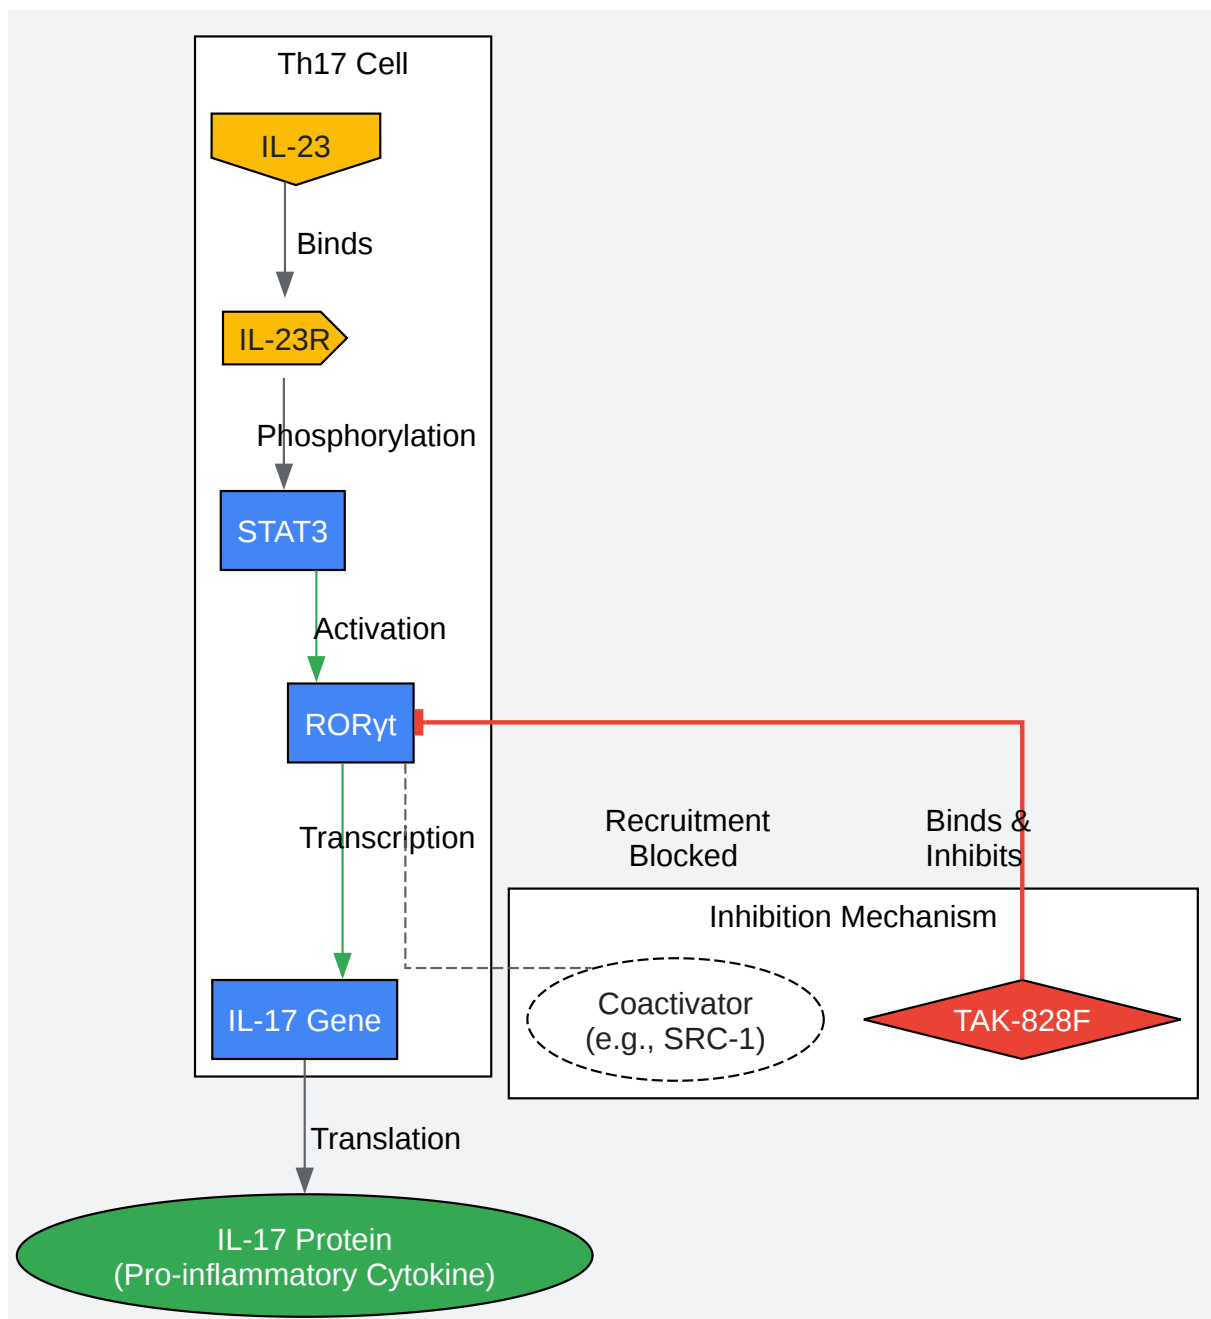 Th17 Cell
IL-23
Binds
IL-23R
Phosphorylation
STAT3
Activation
RORγt
Transcription
Recruitment
Blocked
Binds &
Inhibits
Inhibition Mechanism
Coactivator
(e.g., SRC-1)
TAK-828F
IL-17 Gene
Translation
IL-17 Protein
(Pro-inflammatory Cytokine)